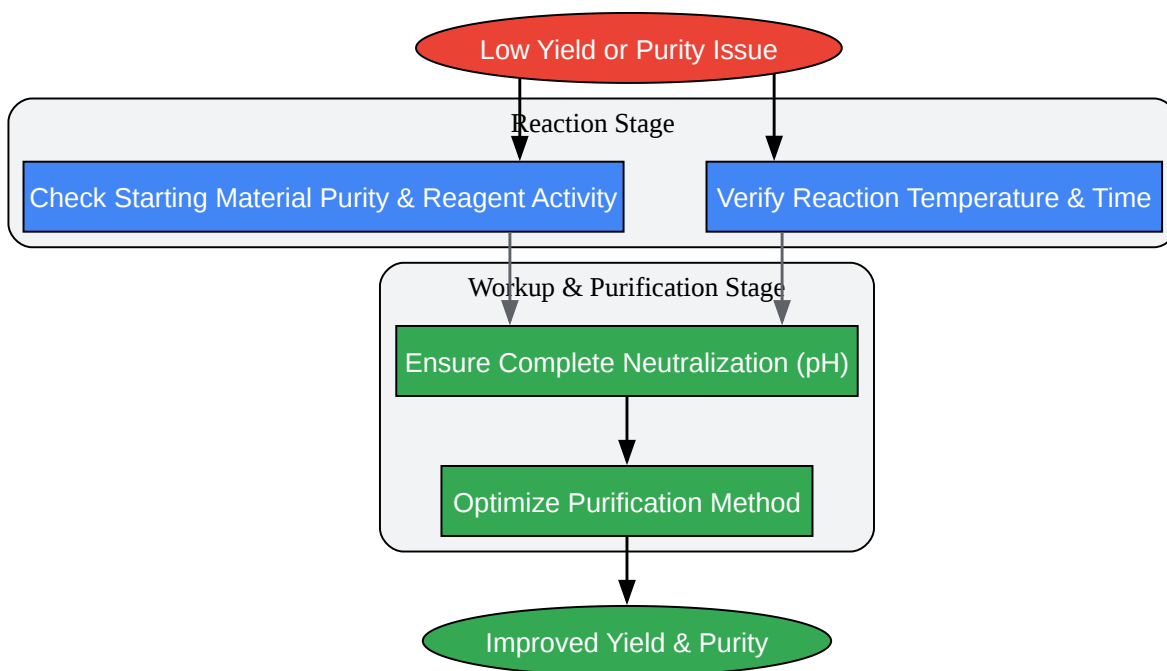 Low Yield or Purity Issue
Reaction Stage
Check Starting Material Purity & Reagent Activity
Verify Reaction Temperature & Time
Workup & Purification Stage
Ensure Complete Neutralization (pH)
Optimize Purification Method
Improved Yield & Purity